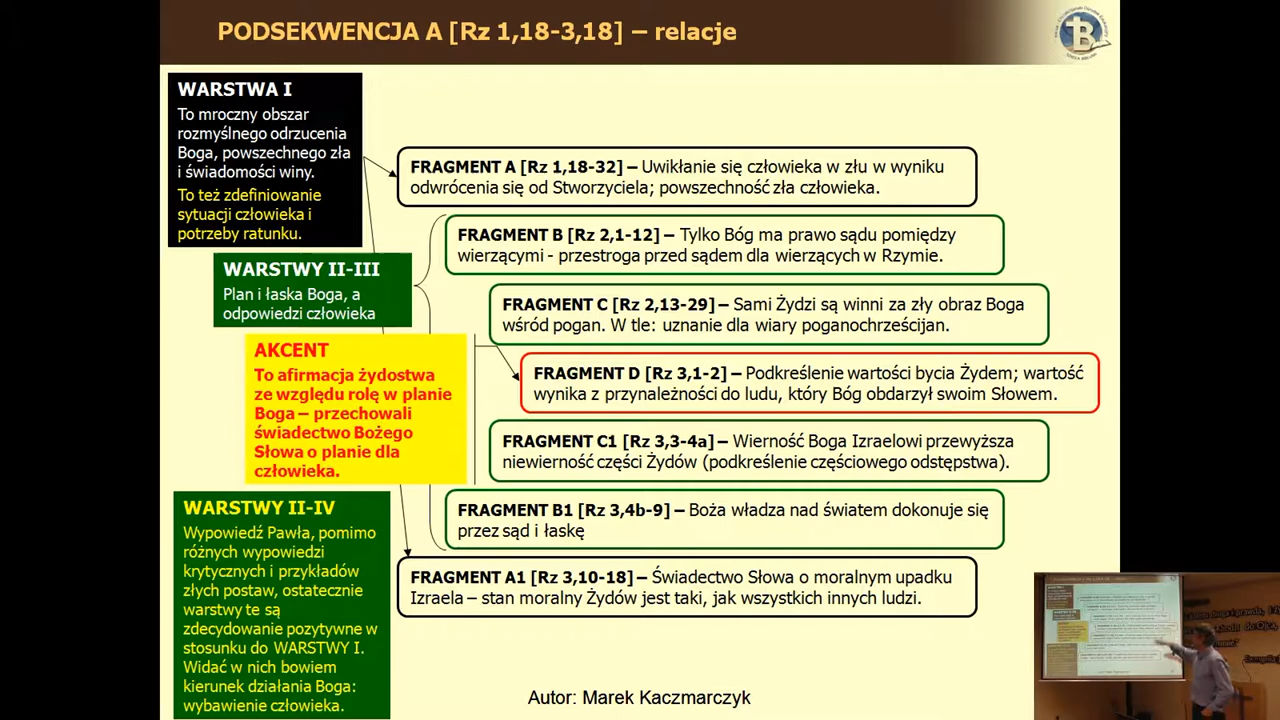 PODSEKWENCJA A [Rz 1,18-3,18] – relacje
WARSTWA I
To mroczny obszar
rozmyślnego odrzucenia
Boga, powszechnego zła
i świadomości winy.
To też zdefiniowanie
sytuacji człowieka i
potrzeby ratunku.
FRAGMENT A [Rz 1,18-32] – Uwikłanie się człowieka w złu w wyniku
odwrócenia się od Stworzyciela; powszechność zła człowieka.
FRAGMENT B [Rz 2,1-12] – Tylko Bóg ma prawo sądu pomiędzy
wierzącymi - przestroga przed sądem dla wierzących w Rzymie.
WARSTWY II-III
Plan i łaska Boga, a
odpowiedzi człowieka
FRAGMENT C [Rz 2,13-29] – Sami Żydzi są winni za zły obraz Boga
wśród pogan. W tle: uznanie dla wiary poganochrześcijan.
AKCENT
To afirmacja żydostwa
ze względu rolę w planie
Boga – przechowali
świadectwo Bożego
Słowa o planie dla
człowieka.
FRAGMENT D [Rz 3,1-2] – Podkreślenie wartości bycia Żydem; wartość
wynika z przynależności do ludu, który Bóg obdarzył swoim Słowem.
FRAGMENT C1 [Rz 3,3-4a] – Wierność Boga Izraelowi przewyższa
niewierność części Żydów (podkreślenie częściowego odstępstwa).
WARSTWY II-IV
Wypowiedź Pawła, pomimo
różnych wypowiedzi
krytycznych i przykładów
złych postaw, ostatecznie
warstwy te są
zdecydowanie pozytywne w
stosunku do WARSTWY I.
Widać w nich bowiem
kierunek działania Boga:
wybawienie człowieka.
FRAGMENT B1 [Rz 3,4b-9] – Boża władza nad światem dokonuje się
przez sąd i łaskę
FRAGMENT A1 [Rz 3,10-18] – Świadectwo Słowa o moralnym upadku
Izraela – stan moralny Żydów jest taki, jak wszystkich innych ludzi.
Autor: Marek Kaczmarczyk